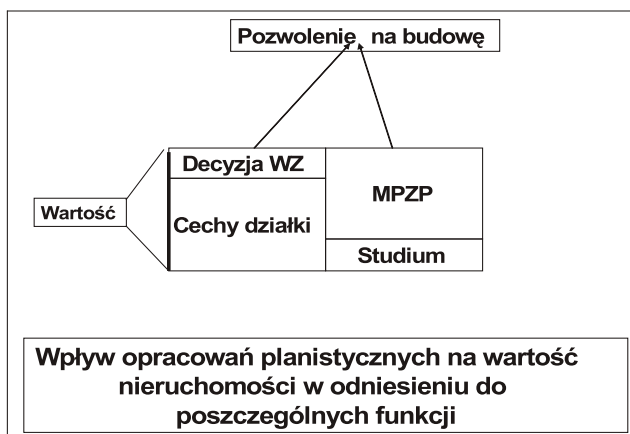 Pozwolenie na budowę
Decyzja WZ
MPZP
Wartość
Cechy działki
Studium
Wpływ opracowań planistycznych na wartość
nieruchomości w odniesieniu do
poszczególnych funkcji